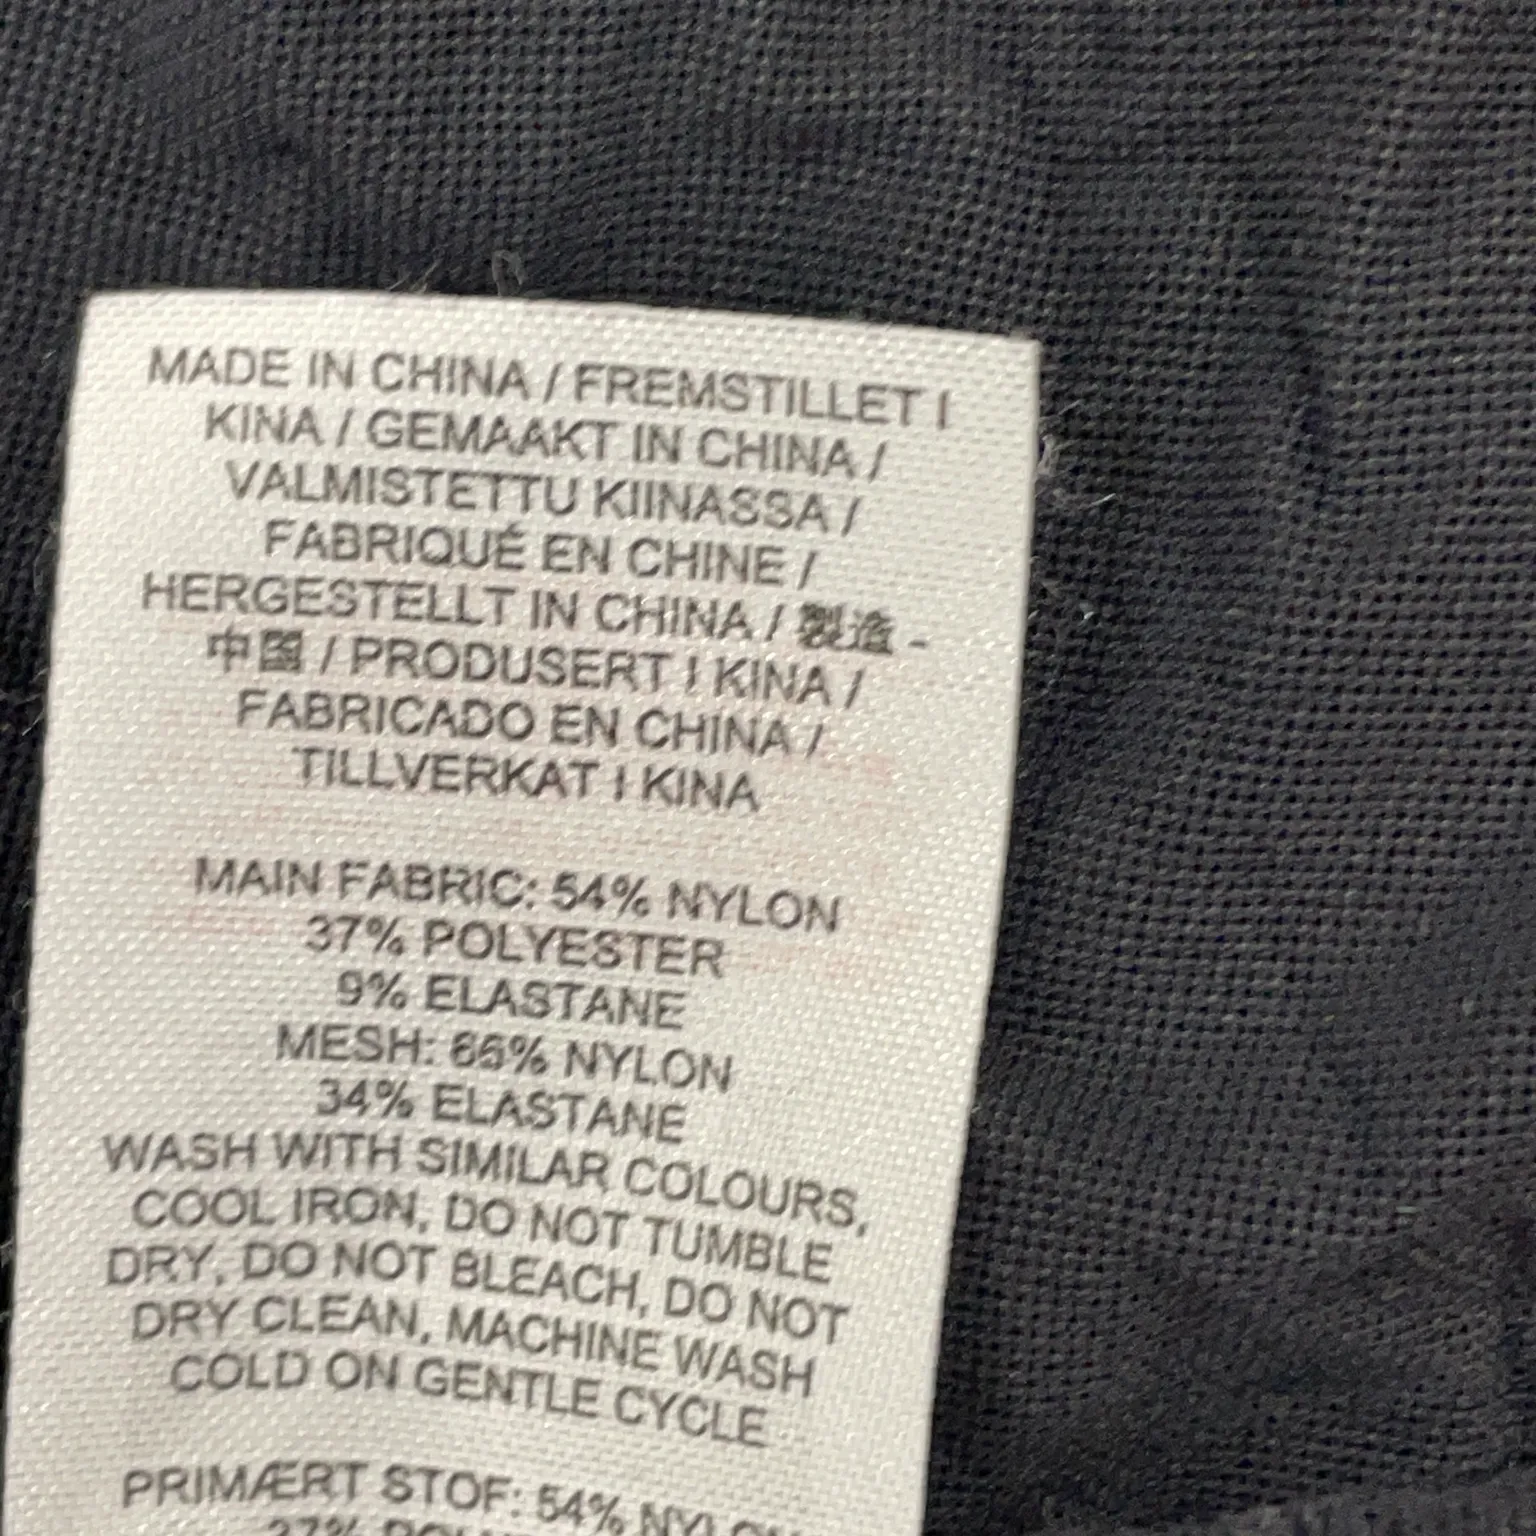 MADE IN CHINA / FREMSTILLET I
KINA / GEMAAKT IN CHINA /
VALMISTETTU KIINASSA /
FABRIQUÉ EN CHINE /
HERGESTELLT IN CHINA / 製造 -
中國 / PRODUSERT I KINA /
FABRICADO EN CHINA /
TILLVERKAT I KINA
MAIN FABRIC: 54% NYLON
37% POLYESTER
9% ELASTANE
MESH: 66% NYLON
34% ELASTANE
WASH WITH SIMILAR COLOURS,
COOL IRON, DO NOT TUMBLE
DRY, DO NOT BLEACH, DO NOT
DRY CLEAN, MACHINE WASH
COLD ON GENTLE CYCLE
PRIMÆRT STOF: 54% NYLON
37%